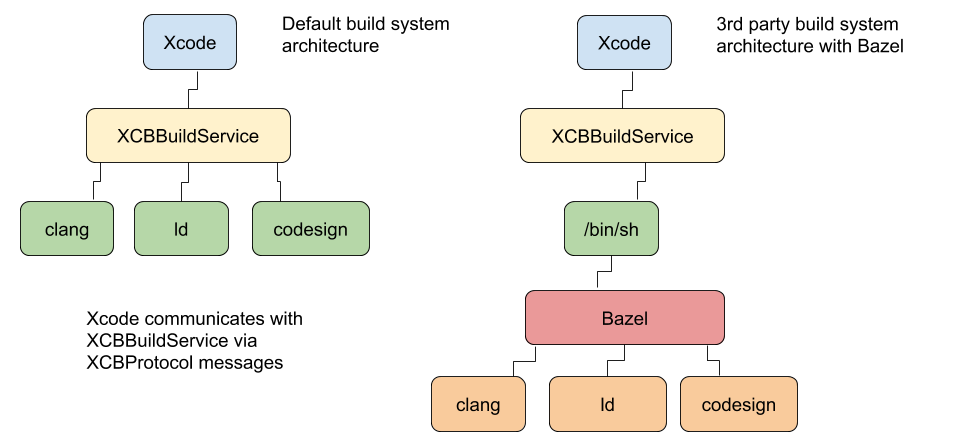 Xcode
Default build system
architecture
XCBBuildService
clang
ld
codesign
Xcode communicates with
XCBBuildService via
XCBProtocol messages
Xcode
3rd party build system
architecture with Bazel
XCBBuildService
/bin/sh
Bazel
clang
ld
codesign